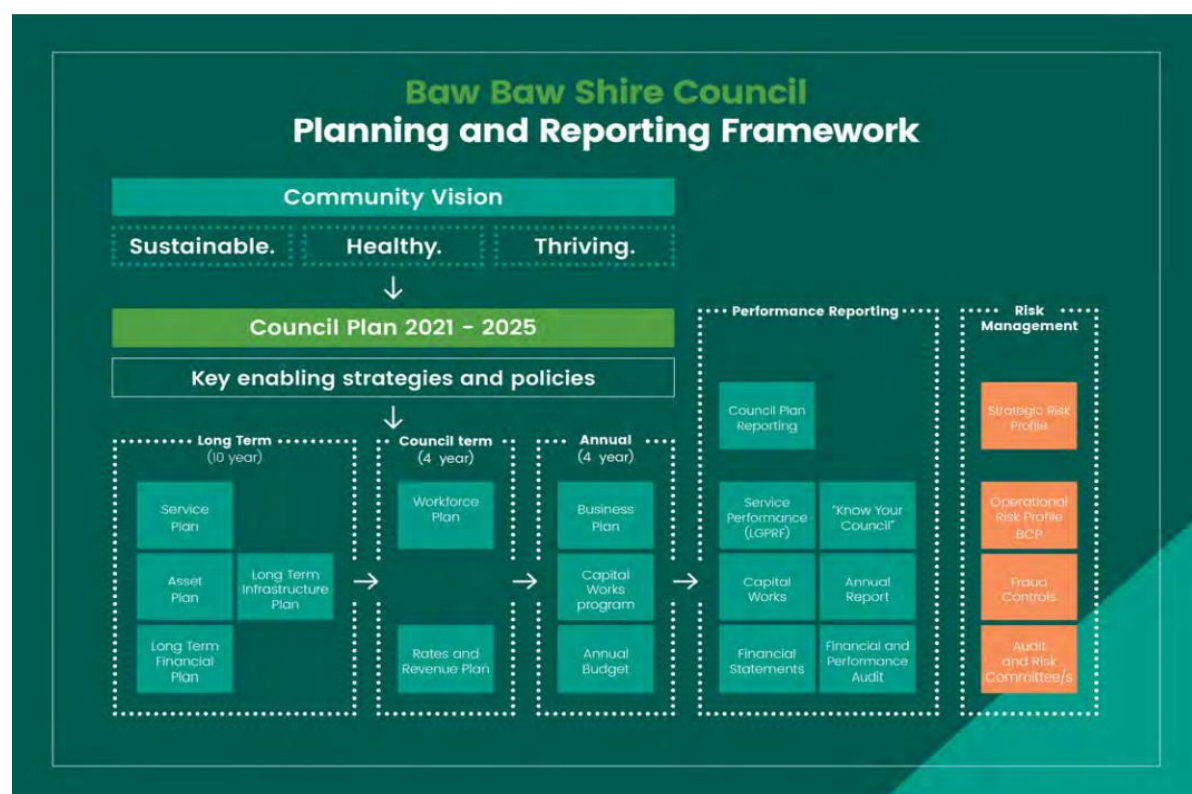 Baw Baw Shire Council
Planning and Reporting Framework
Community Vision
Sustainable.
Healthy.
Thriving.
Council Plan 2021 - 2025
Key enabling strategies and policies
Long Term
(10 year)
Service
Plan
Asset
Plan
Long Term
Infrastructure
Plan
Long Term
Financial
Plan
Council term
(4 year)
Workforce
Plan
Rates and
Revenue Plan
Annual
(4 year)
Business
Plan
Capital
Works
program
Annual
Budget
Performance Reporting
Council Plan
Reporting
Service
Performance
(LGPRF)
"Know Your
Council"
Capital
Works
Annual
Report
Financial
Statements
Financial and
Performance
Audit
Risk
Management
Strategic Risk
Profile
Operational
Risk Profile
BCP
Fraud
Controls
Audit
and Risk
Committee/s